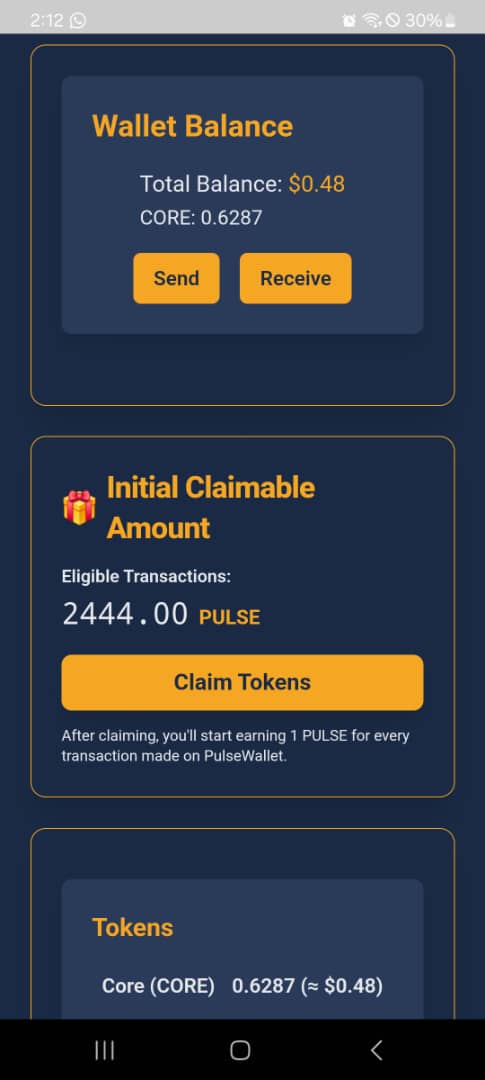 2:12 30%
Wallet Balance
Total Balance: $0.48
CORE: 0.6287
Send Receive
Initial Claimable
Amount
Eligible Transactions:
2444.00 PULSE
Claim Tokens
After claiming, you'll start earning 1 PULSE for every
transaction made on PulseWallet.
Tokens
Core (CORE) 0.6287 (≈ $0.48)